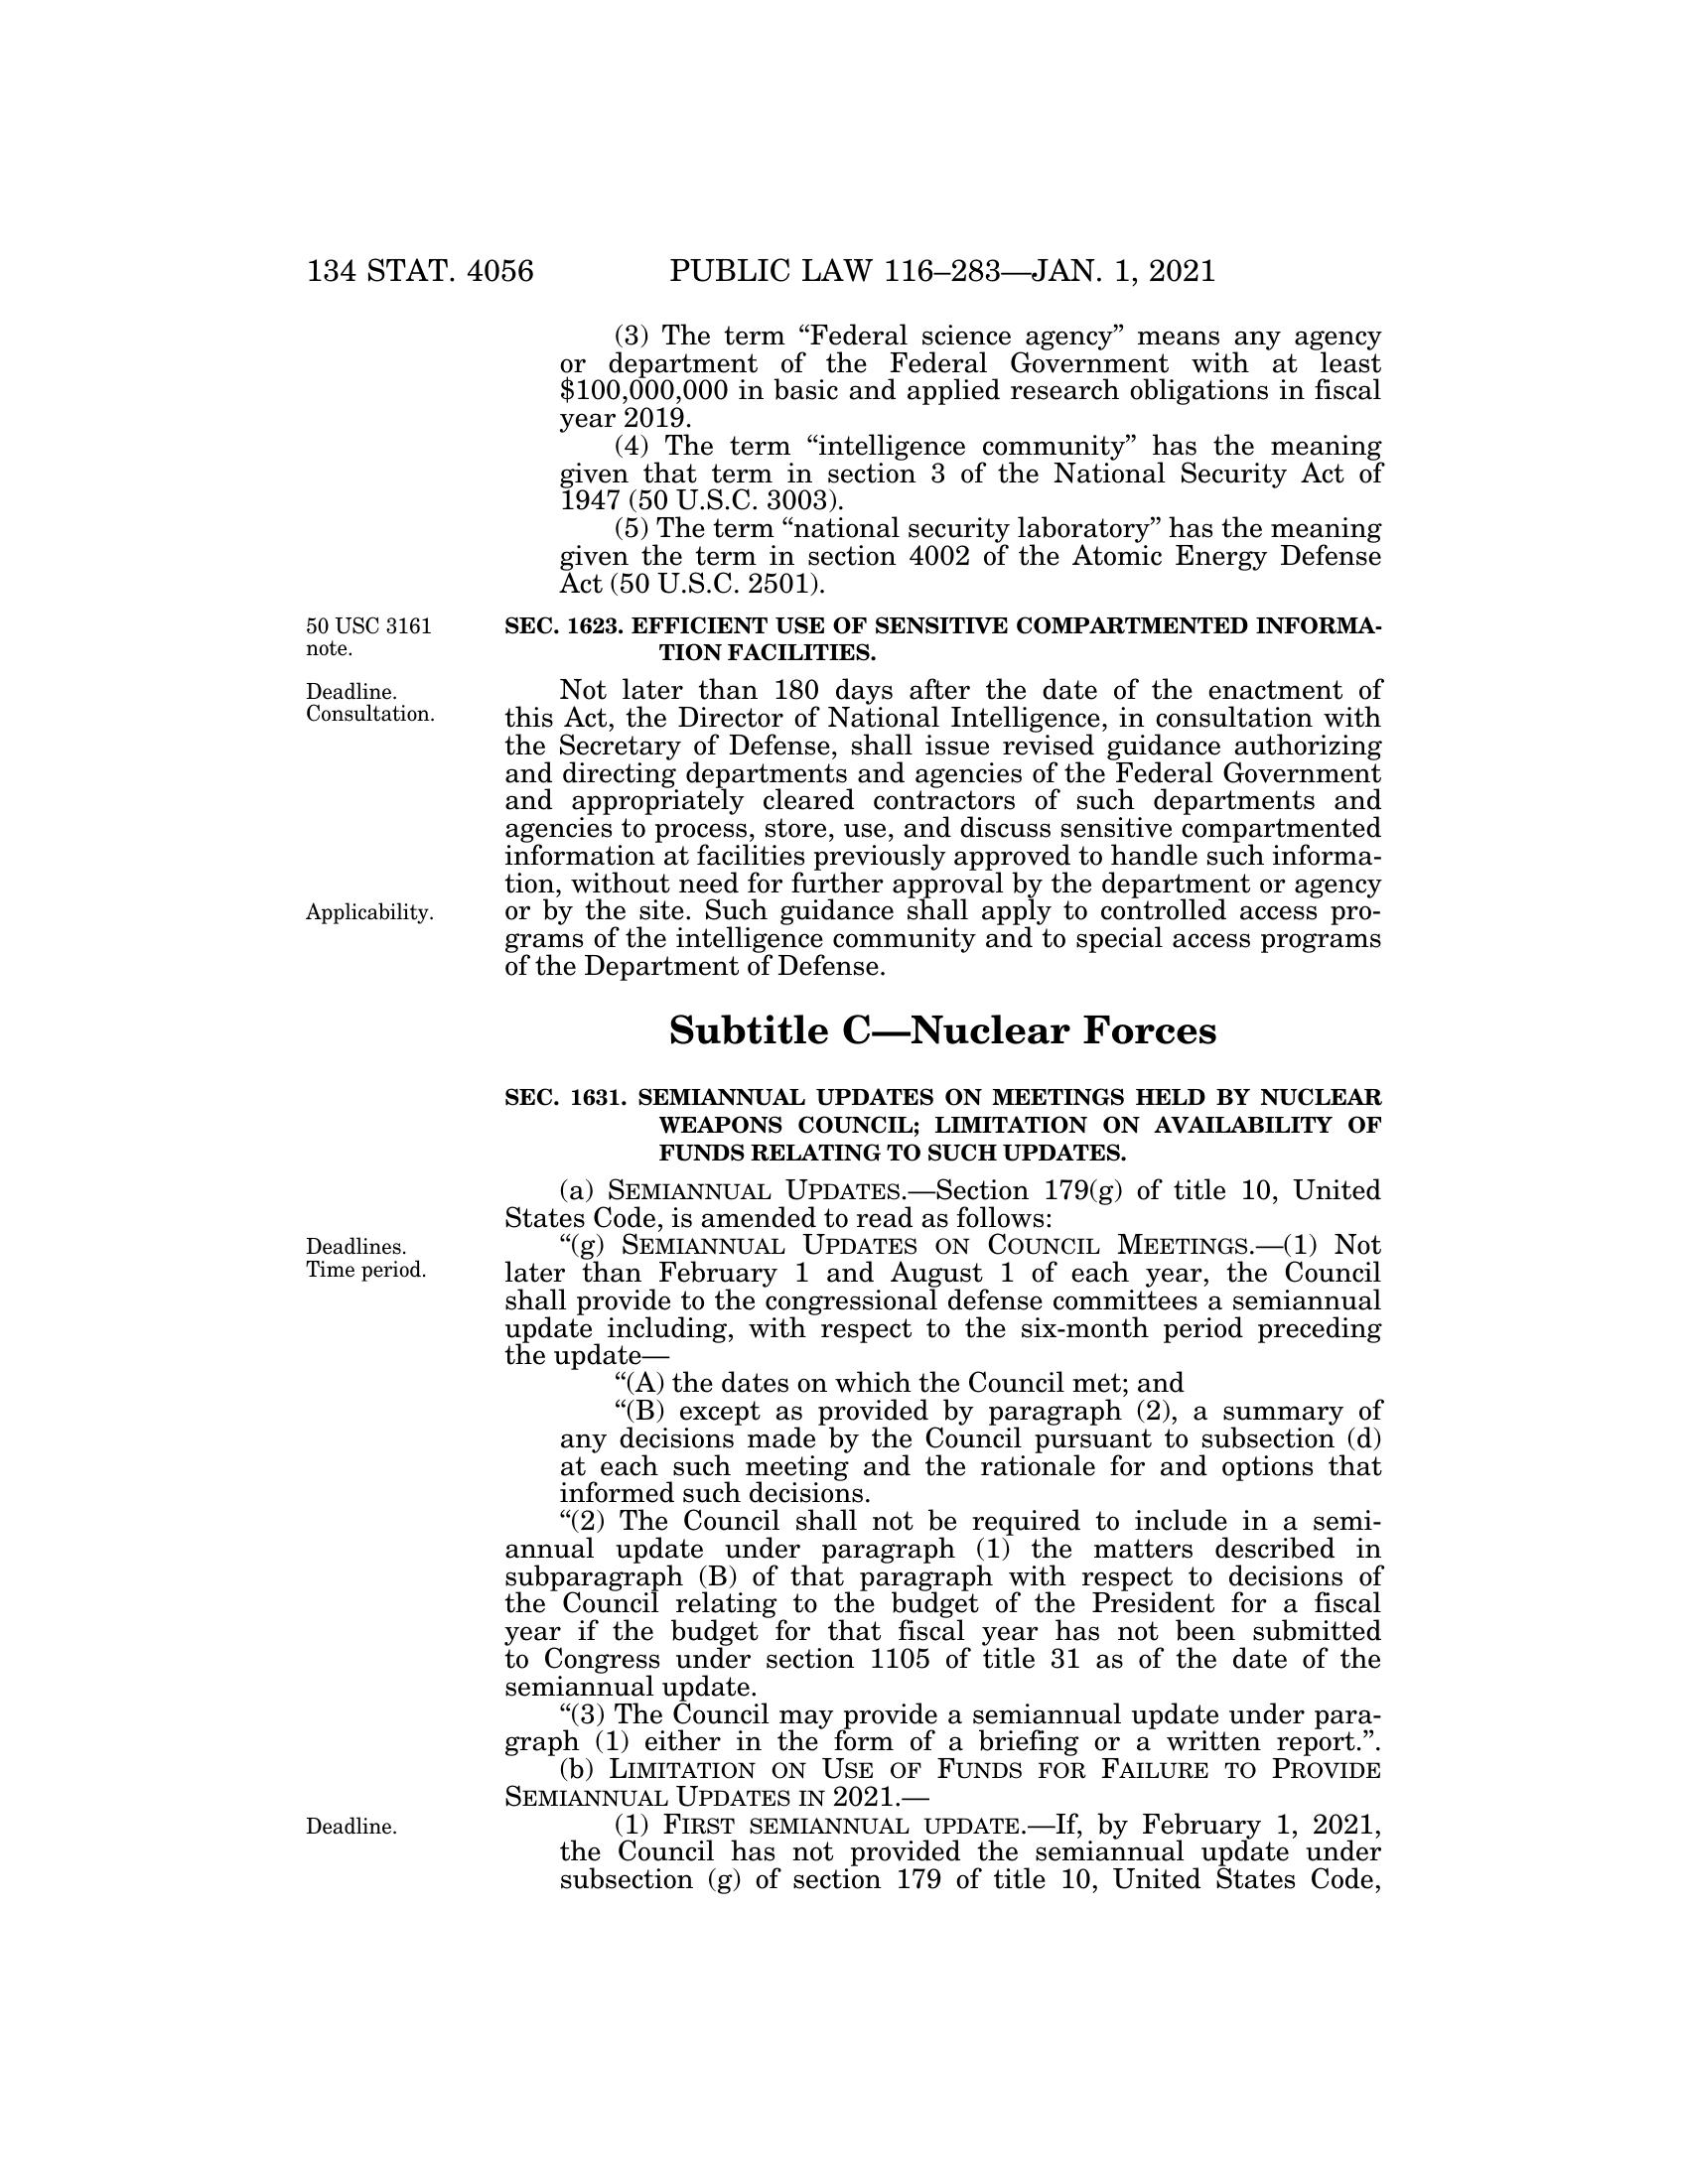 134 STAT. 4056
PUBLIC LAW 116–283—JAN. 1, 2021
(3) The term “Federal science agency” means any agency
or department of the Federal Government with at least
$100,000,000 in basic and applied research obligations in fiscal
year 2019.
(4) The term “intelligence community” has the meaning
given that term in section 3 of the National Security Act of
1947 (50 U.S.C. 3003).
(5) The term “national security laboratory” has the meaning
given the term in section 4002 of the Atomic Energy Defense
Act (50 U.S.C. 2501).
50 USC 3161
note.
SEC. 1623. EFFICIENT USE OF SENSITIVE COMPARTMENTED INFORMA-
TION FACILITIES.
Deadline.
Consultation.
Not later than 180 days after the date of the enactment of
this Act, the Director of National Intelligence, in consultation with
the Secretary of Defense, shall issue revised guidance authorizing
and directing departments and agencies of the Federal Government
and appropriately cleared contractors of such departments and
agencies to process, store, use, and discuss sensitive compartmented
information at facilities previously approved to handle such informa-
tion, without need for further approval by the department or agency
Applicability.
or by the site. Such guidance shall apply to controlled access pro-
grams of the intelligence community and to special access programs
of the Department of Defense.
Subtitle C—Nuclear Forces
SEC. 1631. SEMIANNUAL UPDATES ON MEETINGS HELD BY NUCLEAR
WEAPONS COUNCIL; LIMITATION ON AVAILABILITY OF
FUNDS RELATING TO SUCH UPDATES.
(a) SEMIANNUAL UPDATES.—Section 179(g) of title 10, United
States Code, is amended to read as follows:
Deadlines.
Time period.
“(g) SEMIANNUAL UPDATES ON COUNCIL MEETINGS.—(1) Not
later than February 1 and August 1 of each year, the Council
shall provide to the congressional defense committees a semiannual
update including, with respect to the six-month period preceding
the update—
“(A) the dates on which the Council met; and
“(B) except as provided by paragraph (2), a summary of
any decisions made by the Council pursuant to subsection (d)
at each such meeting and the rationale for and options that
informed such decisions.
“(2) The Council shall not be required to include in a semi-
annual update under paragraph (1) the matters described in
subparagraph (B) of that paragraph with respect to decisions of
the Council relating to the budget of the President for a fiscal
year if the budget for that fiscal year has not been submitted
to Congress under section 1105 of title 31 as of the date of the
semiannual update.
“(3) The Council may provide a semiannual update under para-
graph (1) either in the form of a briefing or a written report.”.
(b) LIMITATION ON USE OF FUNDS FOR FAILURE TO PROVIDE
SEMIANNUAL UPDATES IN 2021.—
Deadline.
(1) FIRST SEMIANNUAL UPDATE.—If, by February 1, 2021,
the Council has not provided the semiannual update under
subsection (g) of section 179 of title 10, United States Code,